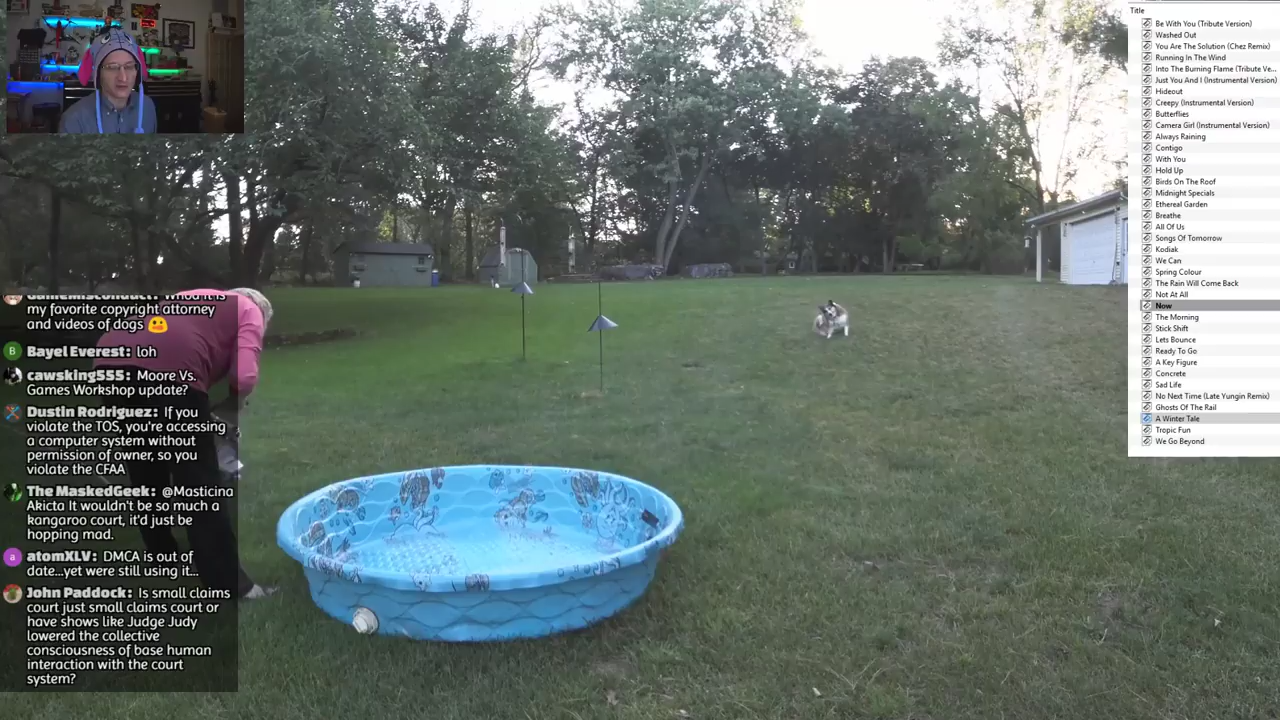 GameMisconduct: Whod it is
my favorite copyright attorney
and videos of dogs
B Bayel Everest: loh
cawsking555: Moore Vs.
Games Workshop update?
Dustin Rodriguez: If you
violate the TOS, you're accessing
a computer system without
permission of owner, so you
violate the CFAA
The MaskedGeek: @Masticina
Akicta It wouldn't be so much a
kangaroo court, it'd just be
hopping mad.
a atomXLV: DMCA is out of
date...yet were still using it...
John Paddock: Is small claims
court just small claims court or
have shows like Judge Judy
lowered the collective
consciousness of base human
interaction with the court
system?
Title
Be With You (Tribute Version)
Washed Out
You Are The Solution (Chez Remix)
Running In The Wind
Into The Burning Flame (Tribute Ve...
Just You And I (Instrumental Version)
Hideout
Creepy (Instrumental Version)
Butterflies
Camera Girl (Instrumental Version)
Always Raining
Contigo
With You
Hold Up
Birds On The Roof
Midnight Specials
Ethereal Garden
Breathe
All Of Us
Songs Of Tomorrow
Kodiak
We Can
Spring Colour
The Rain Will Come Back
Not At All
Now
The Morning
Stick Shift
Lets Bounce
Ready To Go
A Key Figure
Concrete
Sad Life
No Next Time (Late Yungin Remix)
Ghosts Of The Rail
A Winter Tale
Tropic Fun
We Go Beyond